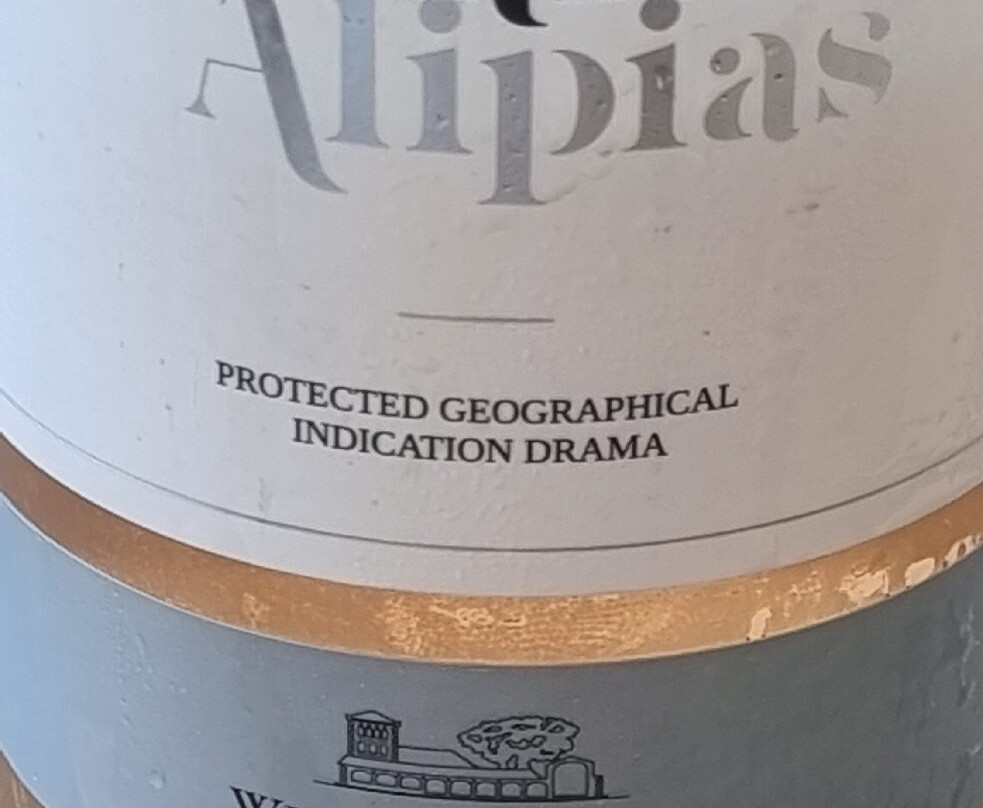 Alipias
PROTECTED GEOGRAPHICAL
INDICATION DRAMA